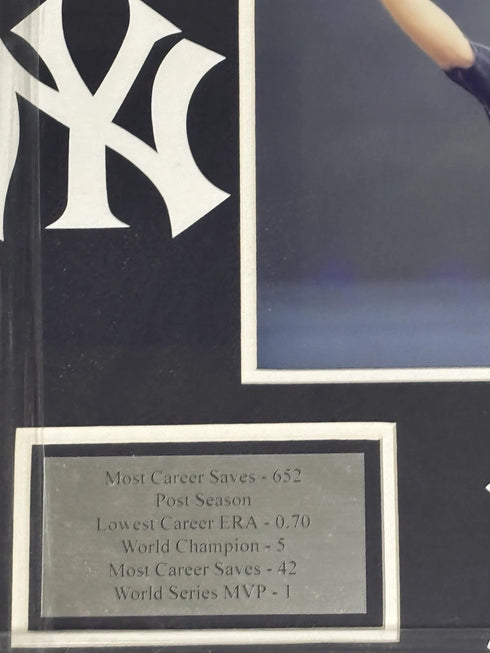 NY
Most Career Saves - 652
Post Season
Lowest Career ERA - 0.70
World Champion - 5
Most Career Saves - 42
World Series MVP - 1